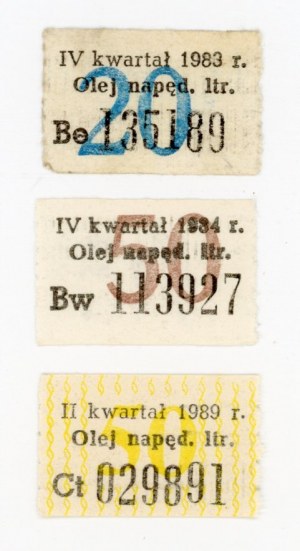 IV kwartał 1983 r.
Olej napęd. ltr.
20
Be 135189
IV kwartał 1984 r.
Olej napęd. ltr.
50
Bw 113927
II kwartał 1989 r.
Olej napęd. ltr.
50
Ct 029891